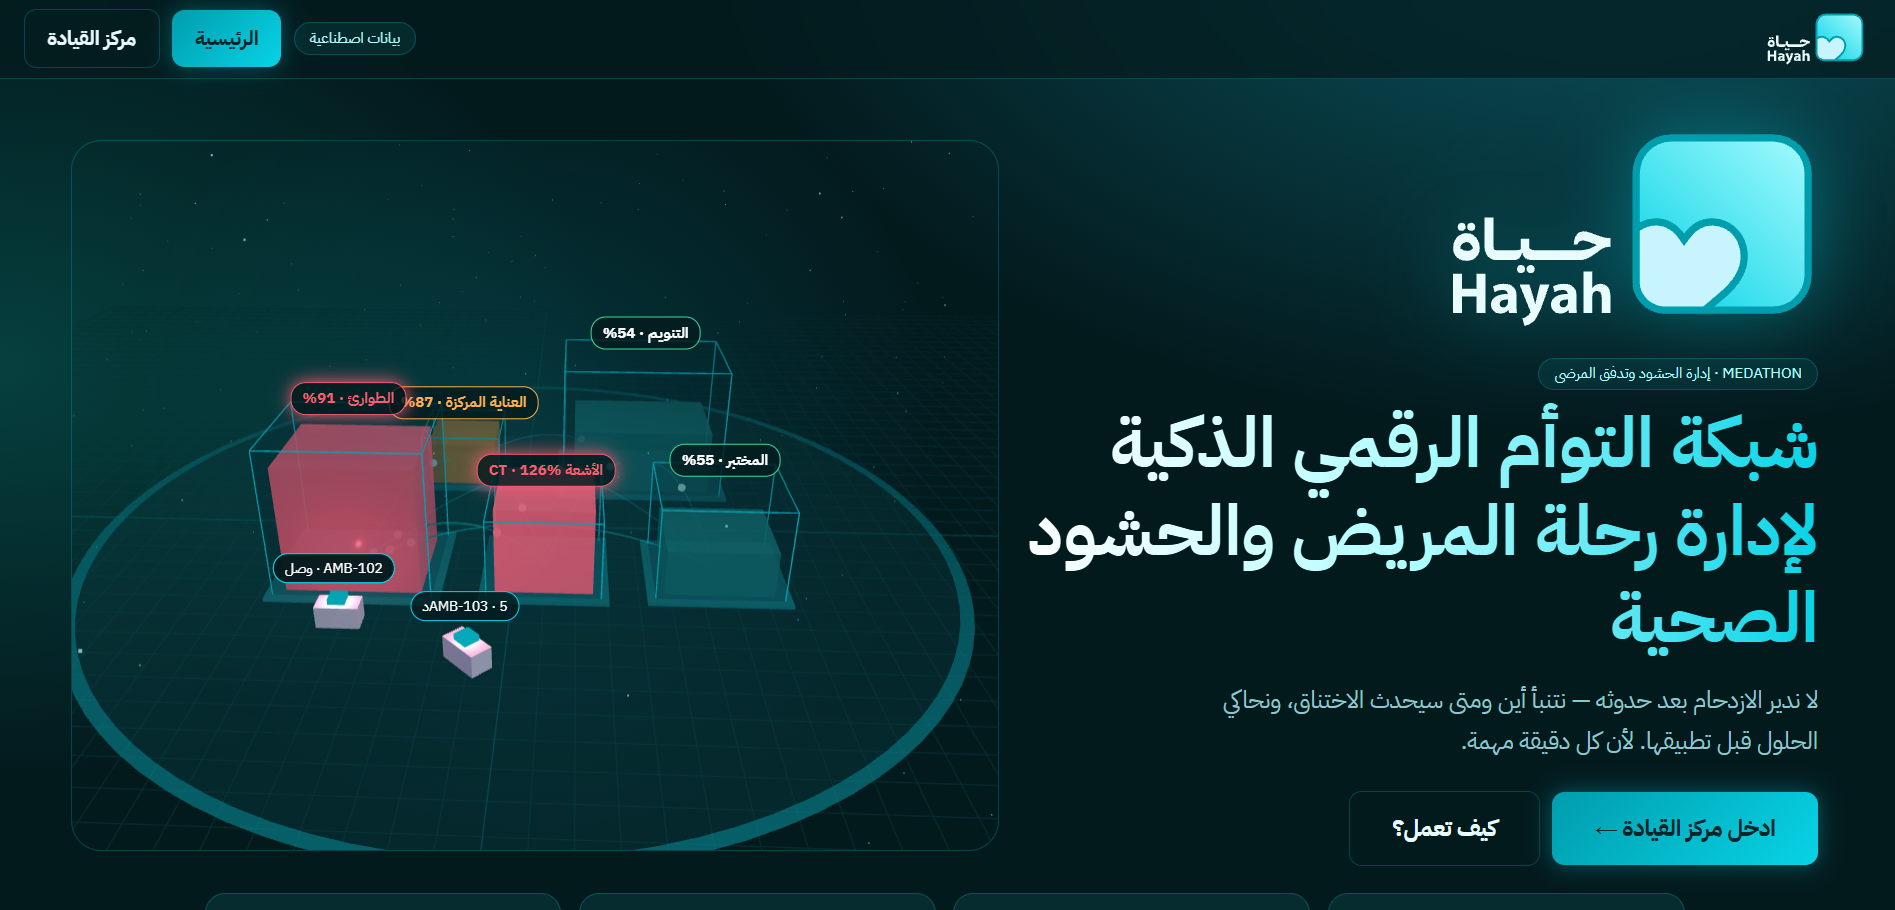 حـيـاة
Hayah
بيانات اصطناعية
الرئيسية
مركز القيادة
حـيـاة
Hayah
MEDATHON · إدارة الحشود وتدفق المرضى
شبكة التوأم الرقمي الذكية
لإدارة رحلة المريض والحشود
الصحية
لا ندير الازدحام بعد حدوثه — نتنبأ أين ومتى سيحدث الاختناق، ونحاكي
الحلول قبل تطبيقها. لأن كل دقيقة مهمة.
ادخل مركز القيادة ←
كيف تعمل؟
التنويم · 54%
العناية المركزة · 87%
الطوارئ · 91%
المختبر · 55%
الأشعة CT · 126%
AMB-102 · وصل
AMB-103 · 5د